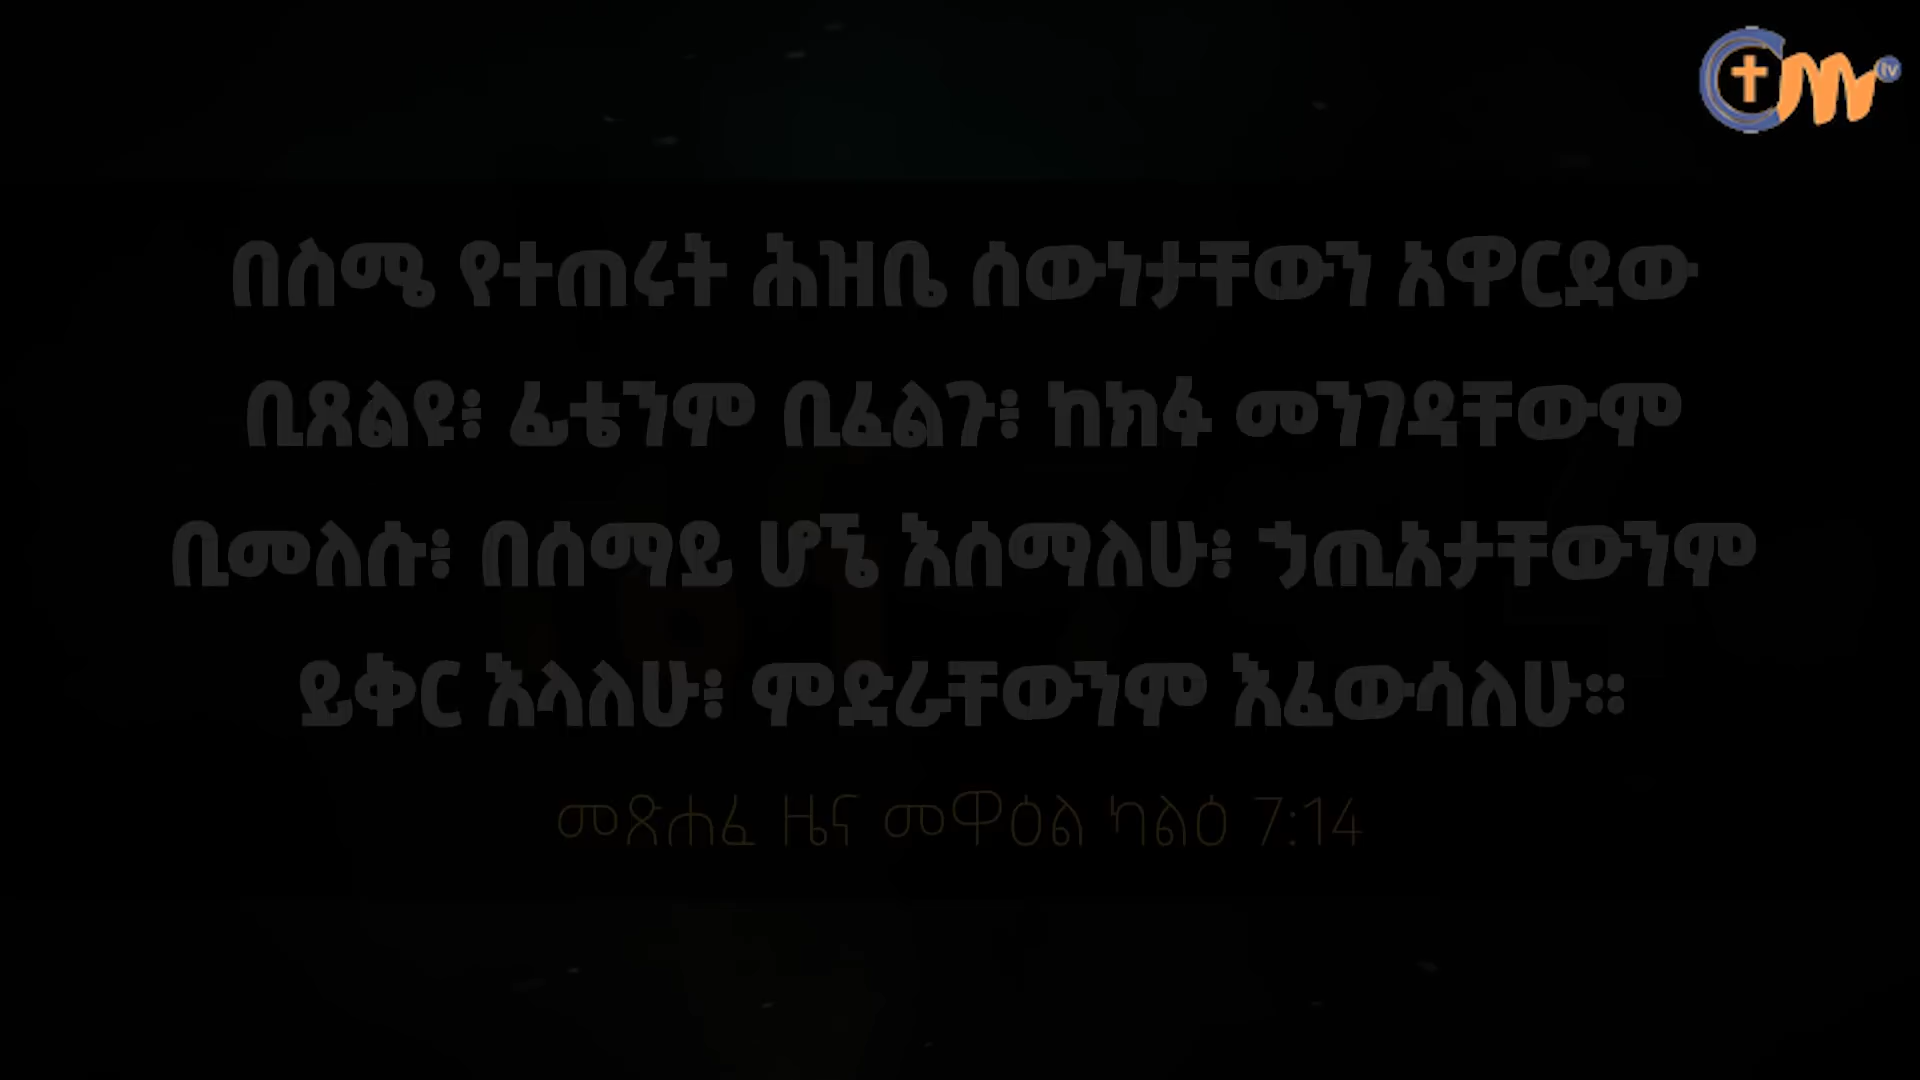 tv
በስሜ የተጠሩት ሕዝቤ ሰውነታቸውን አዋርደው
ቢጸልዩ፥ ፊቴንም ቢፈልጉ፥ ከክፉ መንገዳቸውም
ቢመለሱ፥ በሰማይ ሆኜ እሰማለሁ፥ ኃጢአታቸውንም
ይቅር እላለሁ፥ ምድራቸውንም እፈውሳለሁ።
መጽሐፈ ዜና መዋዕል ካልዕ 7:14